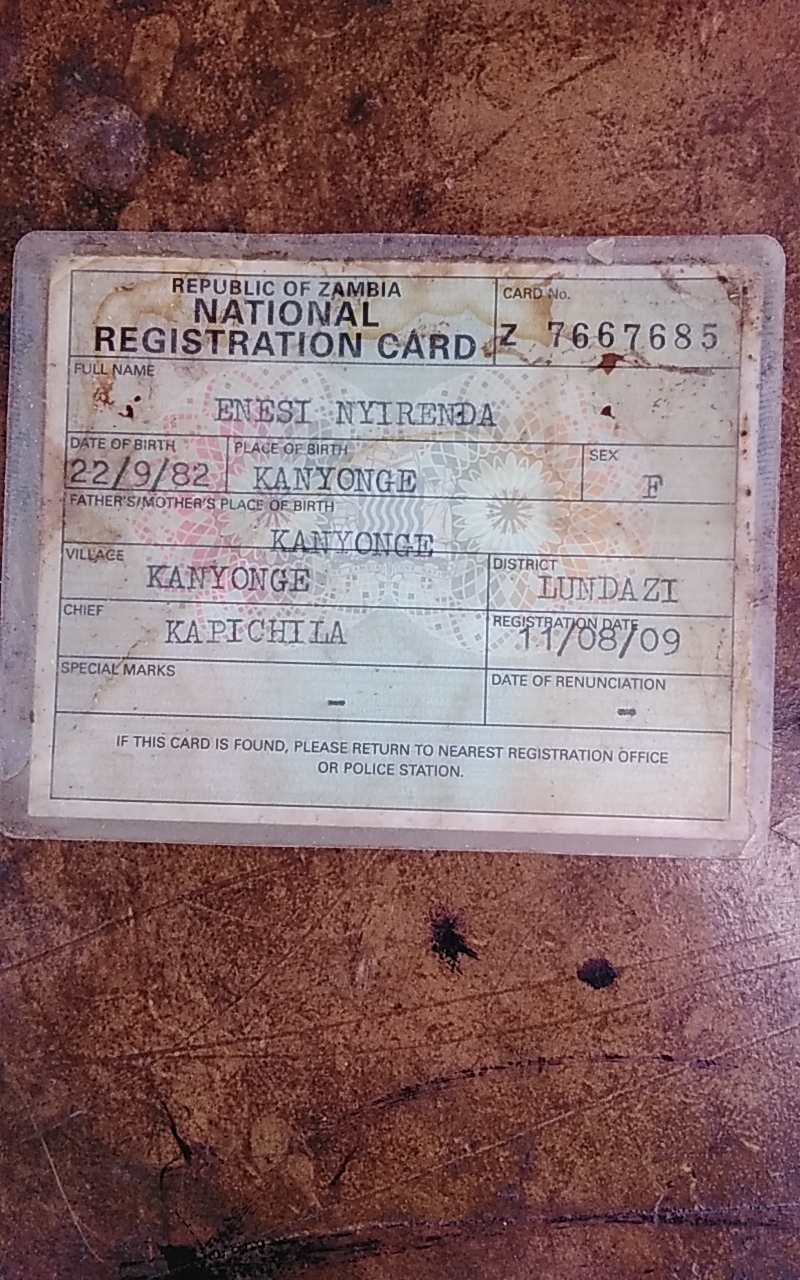 REPUBLIC OF ZAMBIA
NATIONAL
REGISTRATION CARD
CARD No.
Z 7667685
FULL NAME
ENESI NYIRENDA
DATE OF BIRTH
22/9/82
PLACE OF BIRTH
KANYONGE
SEX
F
FATHER'S/MOTHER'S PLACE OF BIRTH
KANYONGE
VILLAGE
KANYONGE
DISTRICT
LUNDAZI
CHIEF
KAPICHILA
REGISTRATION DATE
11/08/09
SPECIAL MARKS
-
DATE OF RENUNCIATION
-
IF THIS CARD IS FOUND, PLEASE RETURN TO NEAREST REGISTRATION OFFICE
OR POLICE STATION.